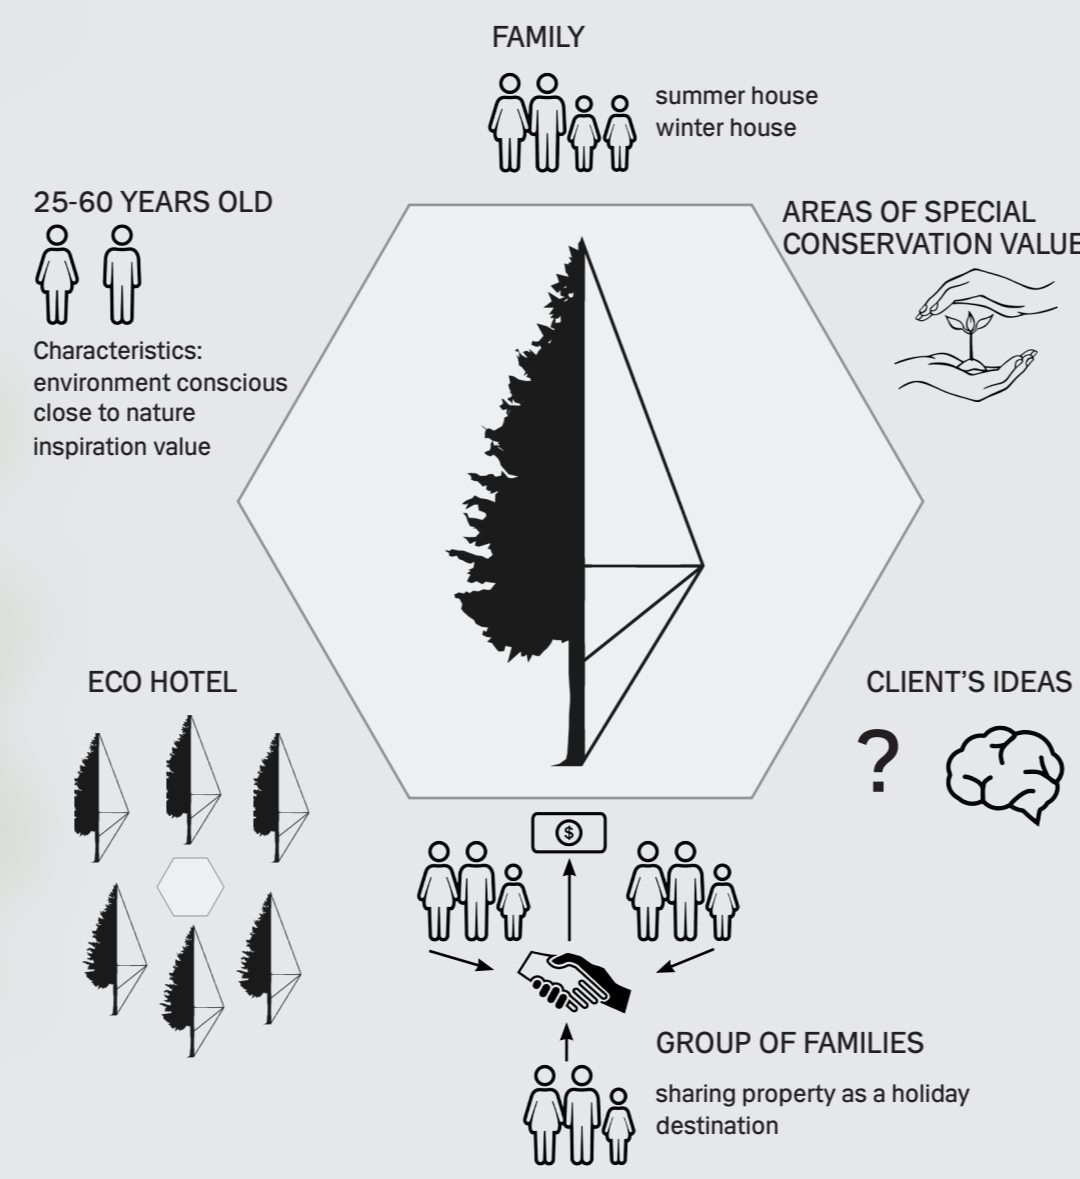 FAMILY
summer house
winter house
25-60 YEARS OLD
Characteristics:
environment conscious
close to nature
inspiration value
AREAS OF SPECIAL
CONSERVATION VALUE
ECO HOTEL
CLIENT'S IDEAS
?
$
GROUP OF FAMILIES
sharing property as a holiday
destination